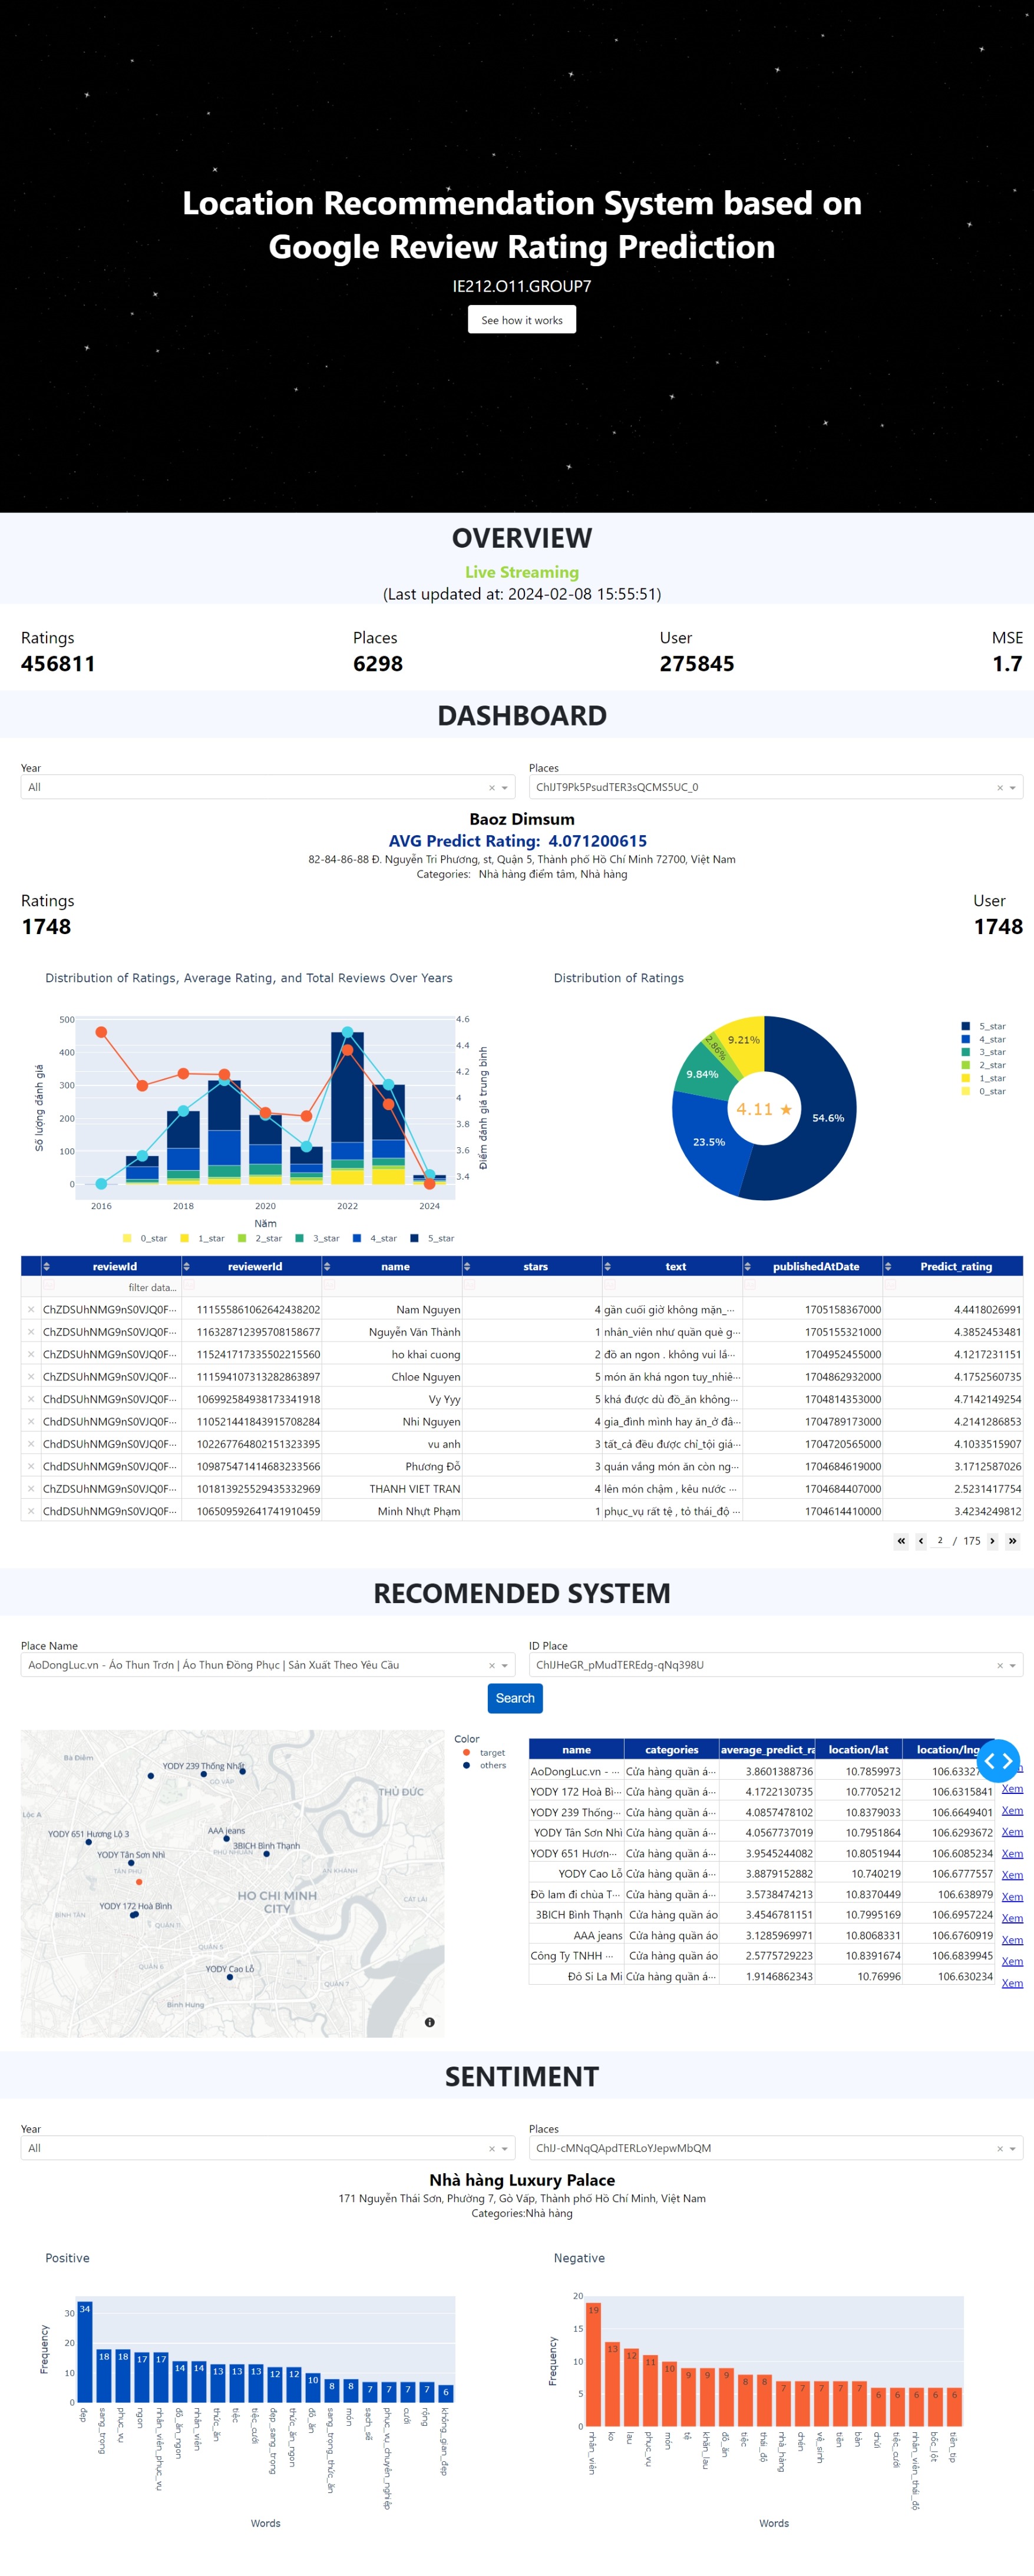 Location Recommendation System based on
Google Review Rating Prediction
IE212.O11.GROUP7
See how it works
OVERVIEW
Live Streaming
(Last updated at: 2024-02-08 15:55:51)
Ratings Places User MSE
456811 6298 275845 1.7
DASHBOARD
Year Places
All ChIJT9Pk5PsudTER3sQCMS5UC_0
Baoz Dimsum
AVG Predict Rating: 4.071200615
82-84-86-88 Đ. Nguyễn Tri Phương, st, Quận 5, Thành phố Hồ Chí Minh 72700, Việt Nam
Categories: Nhà hàng điểm tâm, Nhà hàng
Ratings User
1748 1748
Distribution of Ratings, Average Rating, and Total Reviews Over Years
Số lượng đánh giá
500
400
300
200
100
0
4.6
4.4
4.2
4
3.8
3.6
3.4
Điểm đánh giá trung bình
2016 2018 2020 2022 2024
Năm
0_star 1_star 2_star 3_star 4_star 5_star
Distribution of Ratings
9.21%
2.86%
9.84%
23.5%
54.6%
4.11 ★
5_star
4_star
3_star
2_star
1_star
0_star
reviewId reviewerId name stars text publishedAtDate Predict_rating
filter data...
ChZDSUhNMG9nS0VJQ0F··· 111555861062642438202 Nam Nguyen 4 gần cuối giờ không mặn_··· 1705158367000 4.4418026991
ChZDSUhNMG9nS0VJQ0F··· 116328712395708158677 Nguyễn Văn Thành 1 nhân_viên như quần què g··· 1705155321000 4.3852453481
ChZDSUhNMG9nS0VJQ0F··· 115241717335502215560 ho khai cuong 2 đồ an ngon . không vui lắ··· 1704952455000 4.1217231151
ChZDSUhNMG9nS0VJQ0F··· 111594107313282863897 Chloe Nguyen 5 món ăn khá ngon tuy_nhiê··· 1704862932000 4.1752560735
ChdDSUhNMG9nS0VJQ0F··· 106992584938173341918 Vy Yyy 5 khá được dù đồ_ăn không··· 1704814353000 4.7142149254
ChdDSUhNMG9nS0VJQ0F··· 110521441843915708284 Nhi Nguyen 4 gia_đình mình hay ăn_ở đâ··· 1704789173000 4.2141286853
ChdDSUhNMG9nS0VJQ0F··· 102267764802151323395 vu anh 3 tất_cả đều được chỉ_tội giá··· 1704720565000 4.1033515907
ChdDSUhNMG9nS0VJQ0F··· 109875471414683233566 Phương Đỗ 3 quán vắng món ăn còn ng··· 1704684619000 3.1712587026
ChZDSUhNMG9nS0VJQ0F··· 101813925529435332969 THANH VIET TRAN 4 lên món chậm , kêu nước ··· 1704684407000 2.5231417754
ChdDSUhNMG9nS0VJQ0F··· 106509592641741910459 Minh Nhựt Phạm 1 phục_vụ rất tệ , tỏ thái_độ ··· 1704614410000 3.4234249812
2 / 175
RECOMENDED SYSTEM
Place Name ID Place
AoDongLuc.vn - Áo Thun Trơn | Áo Thun Đồng Phục | Sản Xuất Theo Yêu Cầu ChIJHeGR_pMudTEREdg-qNq398U
Search
Bà Điểm
YODY 239 Thống Nhất
GÒ VẤP
THỦ ĐỨC
Lộc A
YODY 651 Hương Lộ 3
AAA jeans
3BICH Bình Thạnh
PHÚ NHUẬN
YODY Tân Sơn Nhì
TÂN PHÚ
AN KHÁNH
HO CHI MINH
CITY
CÁT LÁI
YODY 172 Hoà Bình
BÌNH TÂN
QUẬN 11
QUẬN 5
QUẬN 6
YODY Cao Lỗ
QUẬN 7
Bình Hưng
Color
target
others
name categories average_predict_ra location/lat location/lng
AoDongLuc.vn - ··· Cửa hàng quần á··· 3.8601388736 10.7859973 106.6332
YODY 172 Hoà Bì··· Cửa hàng quần á··· 4.1722130735 10.7705212 106.6315841 Xem
YODY 239 Thống··· Cửa hàng quần á··· 4.0857478102 10.8379033 106.6649401 Xem
YODY Tân Sơn Nhì Cửa hàng quần á··· 4.0567737019 10.7951864 106.6293672 Xem
YODY 651 Hươn··· Cửa hàng quần á··· 3.9545244082 10.8051944 106.6085234 Xem
YODY Cao Lỗ Cửa hàng quần á··· 3.8879152882 10.740219 106.6777557 Xem
Đồ lam đi chùa T··· Cửa hàng quần á··· 3.5738474213 10.8370449 106.638979 Xem
3BICH Bình Thạnh Cửa hàng quần áo 3.4546781151 10.7995169 106.6957224 Xem
AAA jeans Cửa hàng quần áo 3.1285969971 10.8068331 106.6760919 Xem
Công Ty TNHH ··· Cửa hàng quần áo 2.5775729223 10.8391674 106.6839945 Xem
Đỏ Si La Mi Cửa hàng quần á··· 1.9146862343 10.76996 106.630234 Xem
SENTIMENT
Year Places
All ChIJ-cMNqQApdTERLoYJepwMbQM
Nhà hàng Luxury Palace
171 Nguyễn Thái Sơn, Phường 7, Gò Vấp, Thành phố Hồ Chí Minh, Việt Nam
Categories:Nhà hàng
Positive
Frequency
30
20
10
0
34 18 18 17 17 14 14 13 13 13 12 12 10 8 8 7 7 7 7 6
đẹp sang_trọng phục_vụ ngon nhân_viên_phục_vụ đồ_ăn_ngon nhân_viên thức_ăn tiệc tiệc_cưới đẹp_sang_trọng thức_ăn_ngon đồ_ăn sang_trọng_thức_ăn món sạch_sẽ phục_vụ_chuyên_nghiệp cưới rộng không_gian_đẹp
Words
Negative
Frequency
20
15
10
5
0
19 13 12 11 10 9 9 9 8 8 7 7 7 7 7 6 6 6 6 6
nhân_viên ko lau phục_vụ món tệ khăn_lau đồ_ăn tiệc thái_độ nhà_hàng chén vệ_sinh tiền bàn chửi tiệc_cưới nhân_viên_thái_độ bốc_lột tiền_tip
Words